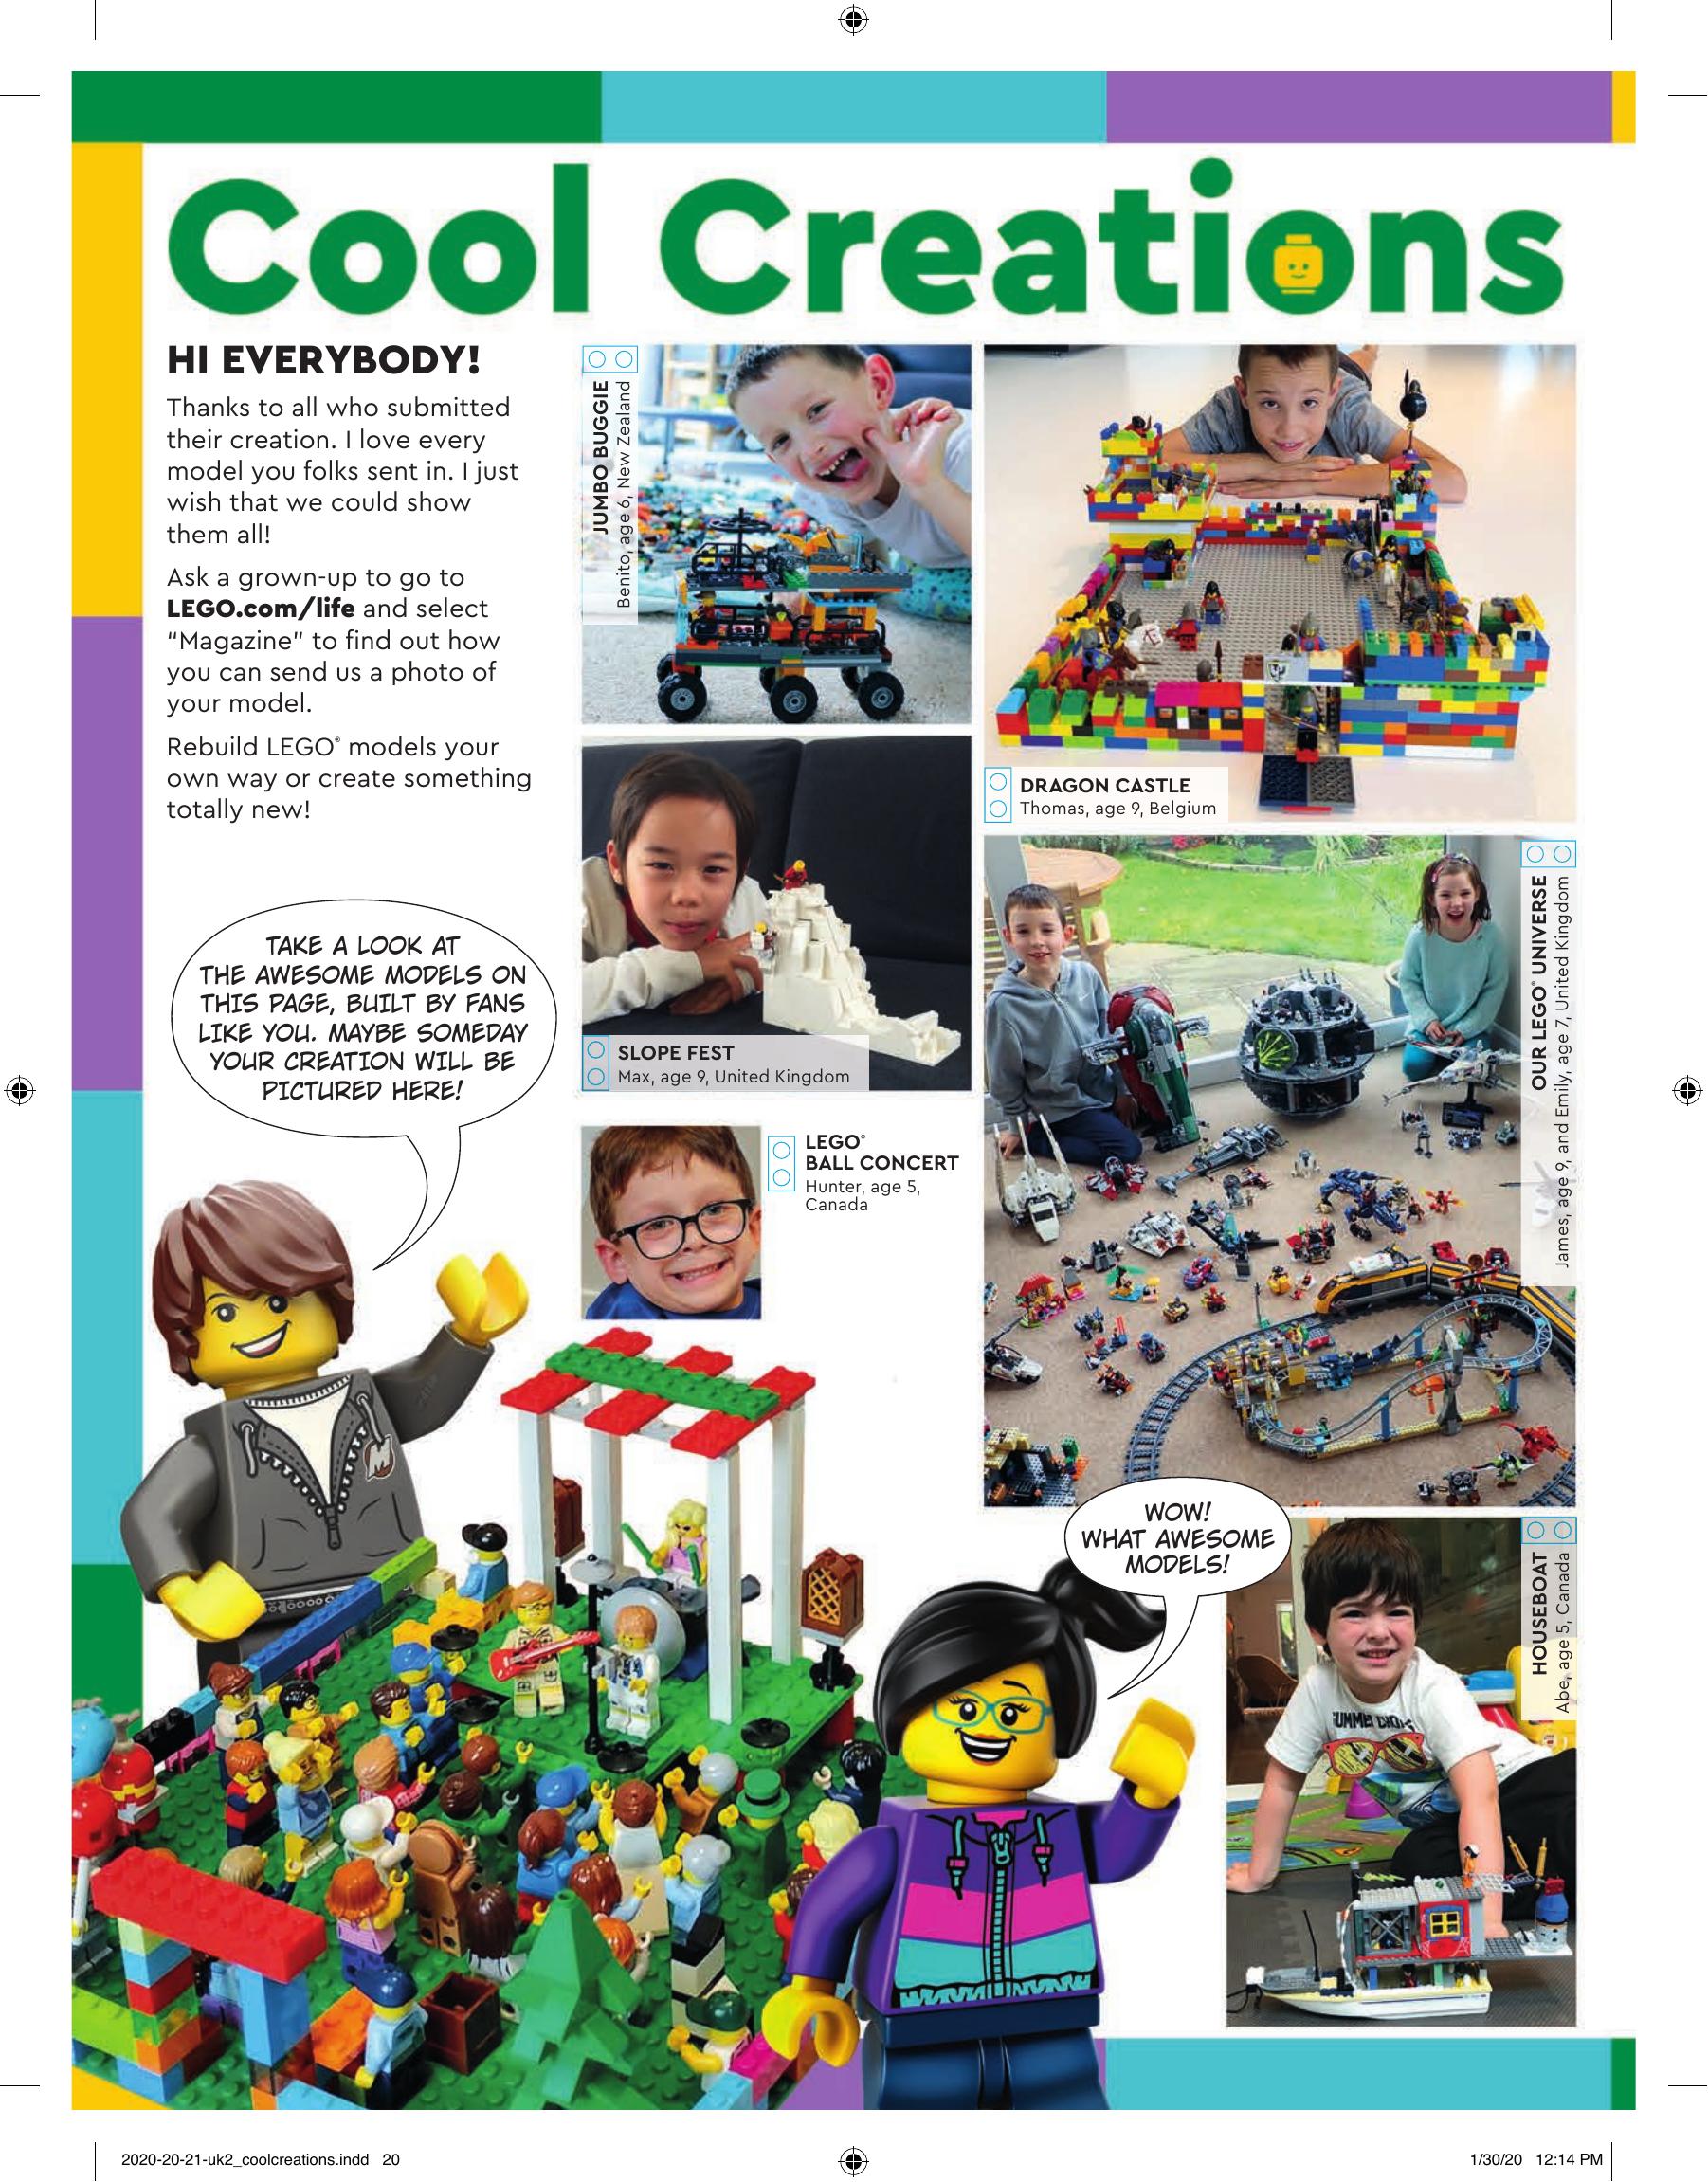 Cool Creations
HI EVERYBODY!
Thanks to all who submitted
their creation. I love every
model you folks sent in. I just
wish that we could show
them all!
Ask a grown-up to go to
LEGO.com/life and select
“Magazine” to find out how
you can send us a photo of
your model.
Rebuild LEGO® models your
own way or create something
totally new!
TAKE A LOOK AT
THE AWESOME MODELS ON
THIS PAGE, BUILT BY FANS
LIKE YOU. MAYBE SOMEDAY
YOUR CREATION WILL BE
PICTURED HERE!
JUMBO BUGGIE
Benito, age 6, New Zealand
DRAGON CASTLE
Thomas, age 9, Belgium
SLOPE FEST
Max, age 9, United Kingdom
LEGO®
BALL CONCERT
Hunter, age 5,
Canada
OUR LEGO® UNIVERSE
James, age 9, and Emily, age 7, United Kingdom
WOW!
WHAT AWESOME
MODELS!
HOUSEBOAT
Abe, age 5, Canada
M
2020-20-21-uk2_coolcreations.indd 20
1/30/20 12:14 PM